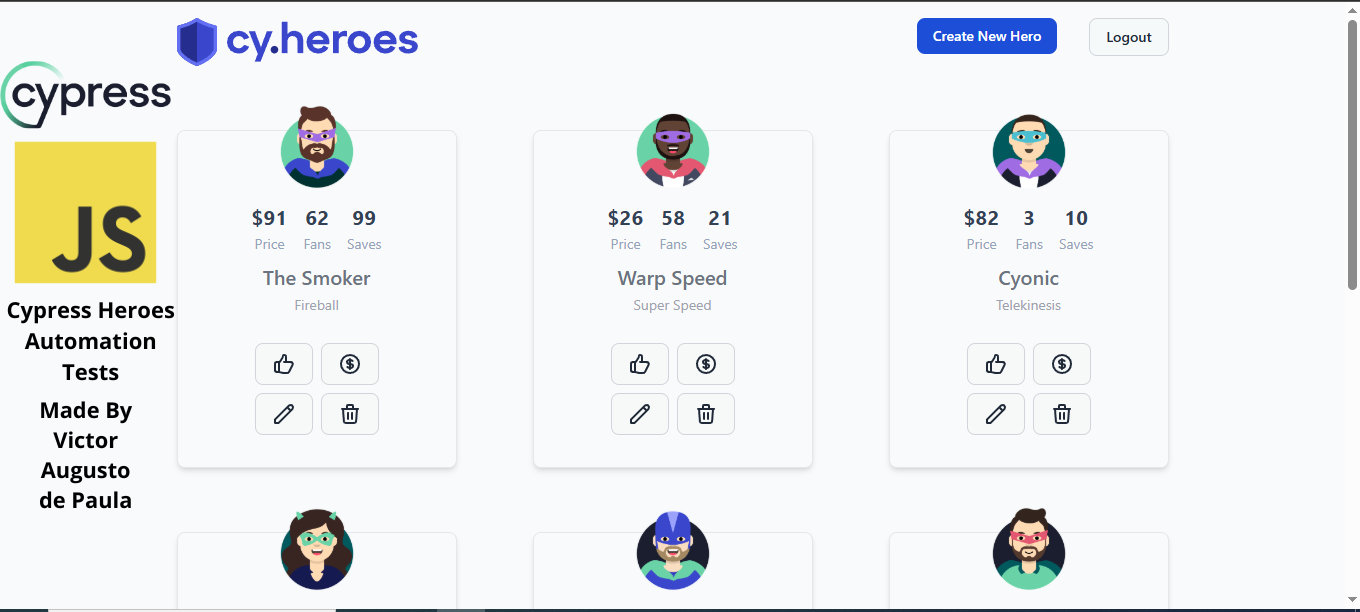 cy.heroes
Create New Hero
Logout
cypress
JS
Cypress Heroes
Automation
Tests
Made By
Victor
Augusto
de Paula
$91 62 99
Price Fans Saves
The Smoker
Fireball
$26 58 21
Price Fans Saves
Warp Speed
Super Speed
$82 3 10
Price Fans Saves
Cyonic
Telekinesis